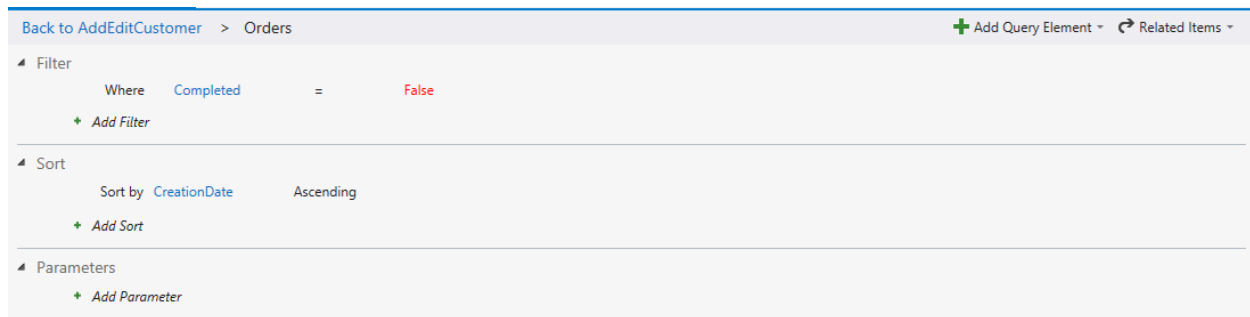 Back to AddEditCustomer > Orders Add Query Element Related Items
Filter
Where Completed = False
Add Filter
Sort
Sort by CreationDate Ascending
Add Sort
Parameters
Add Parameter